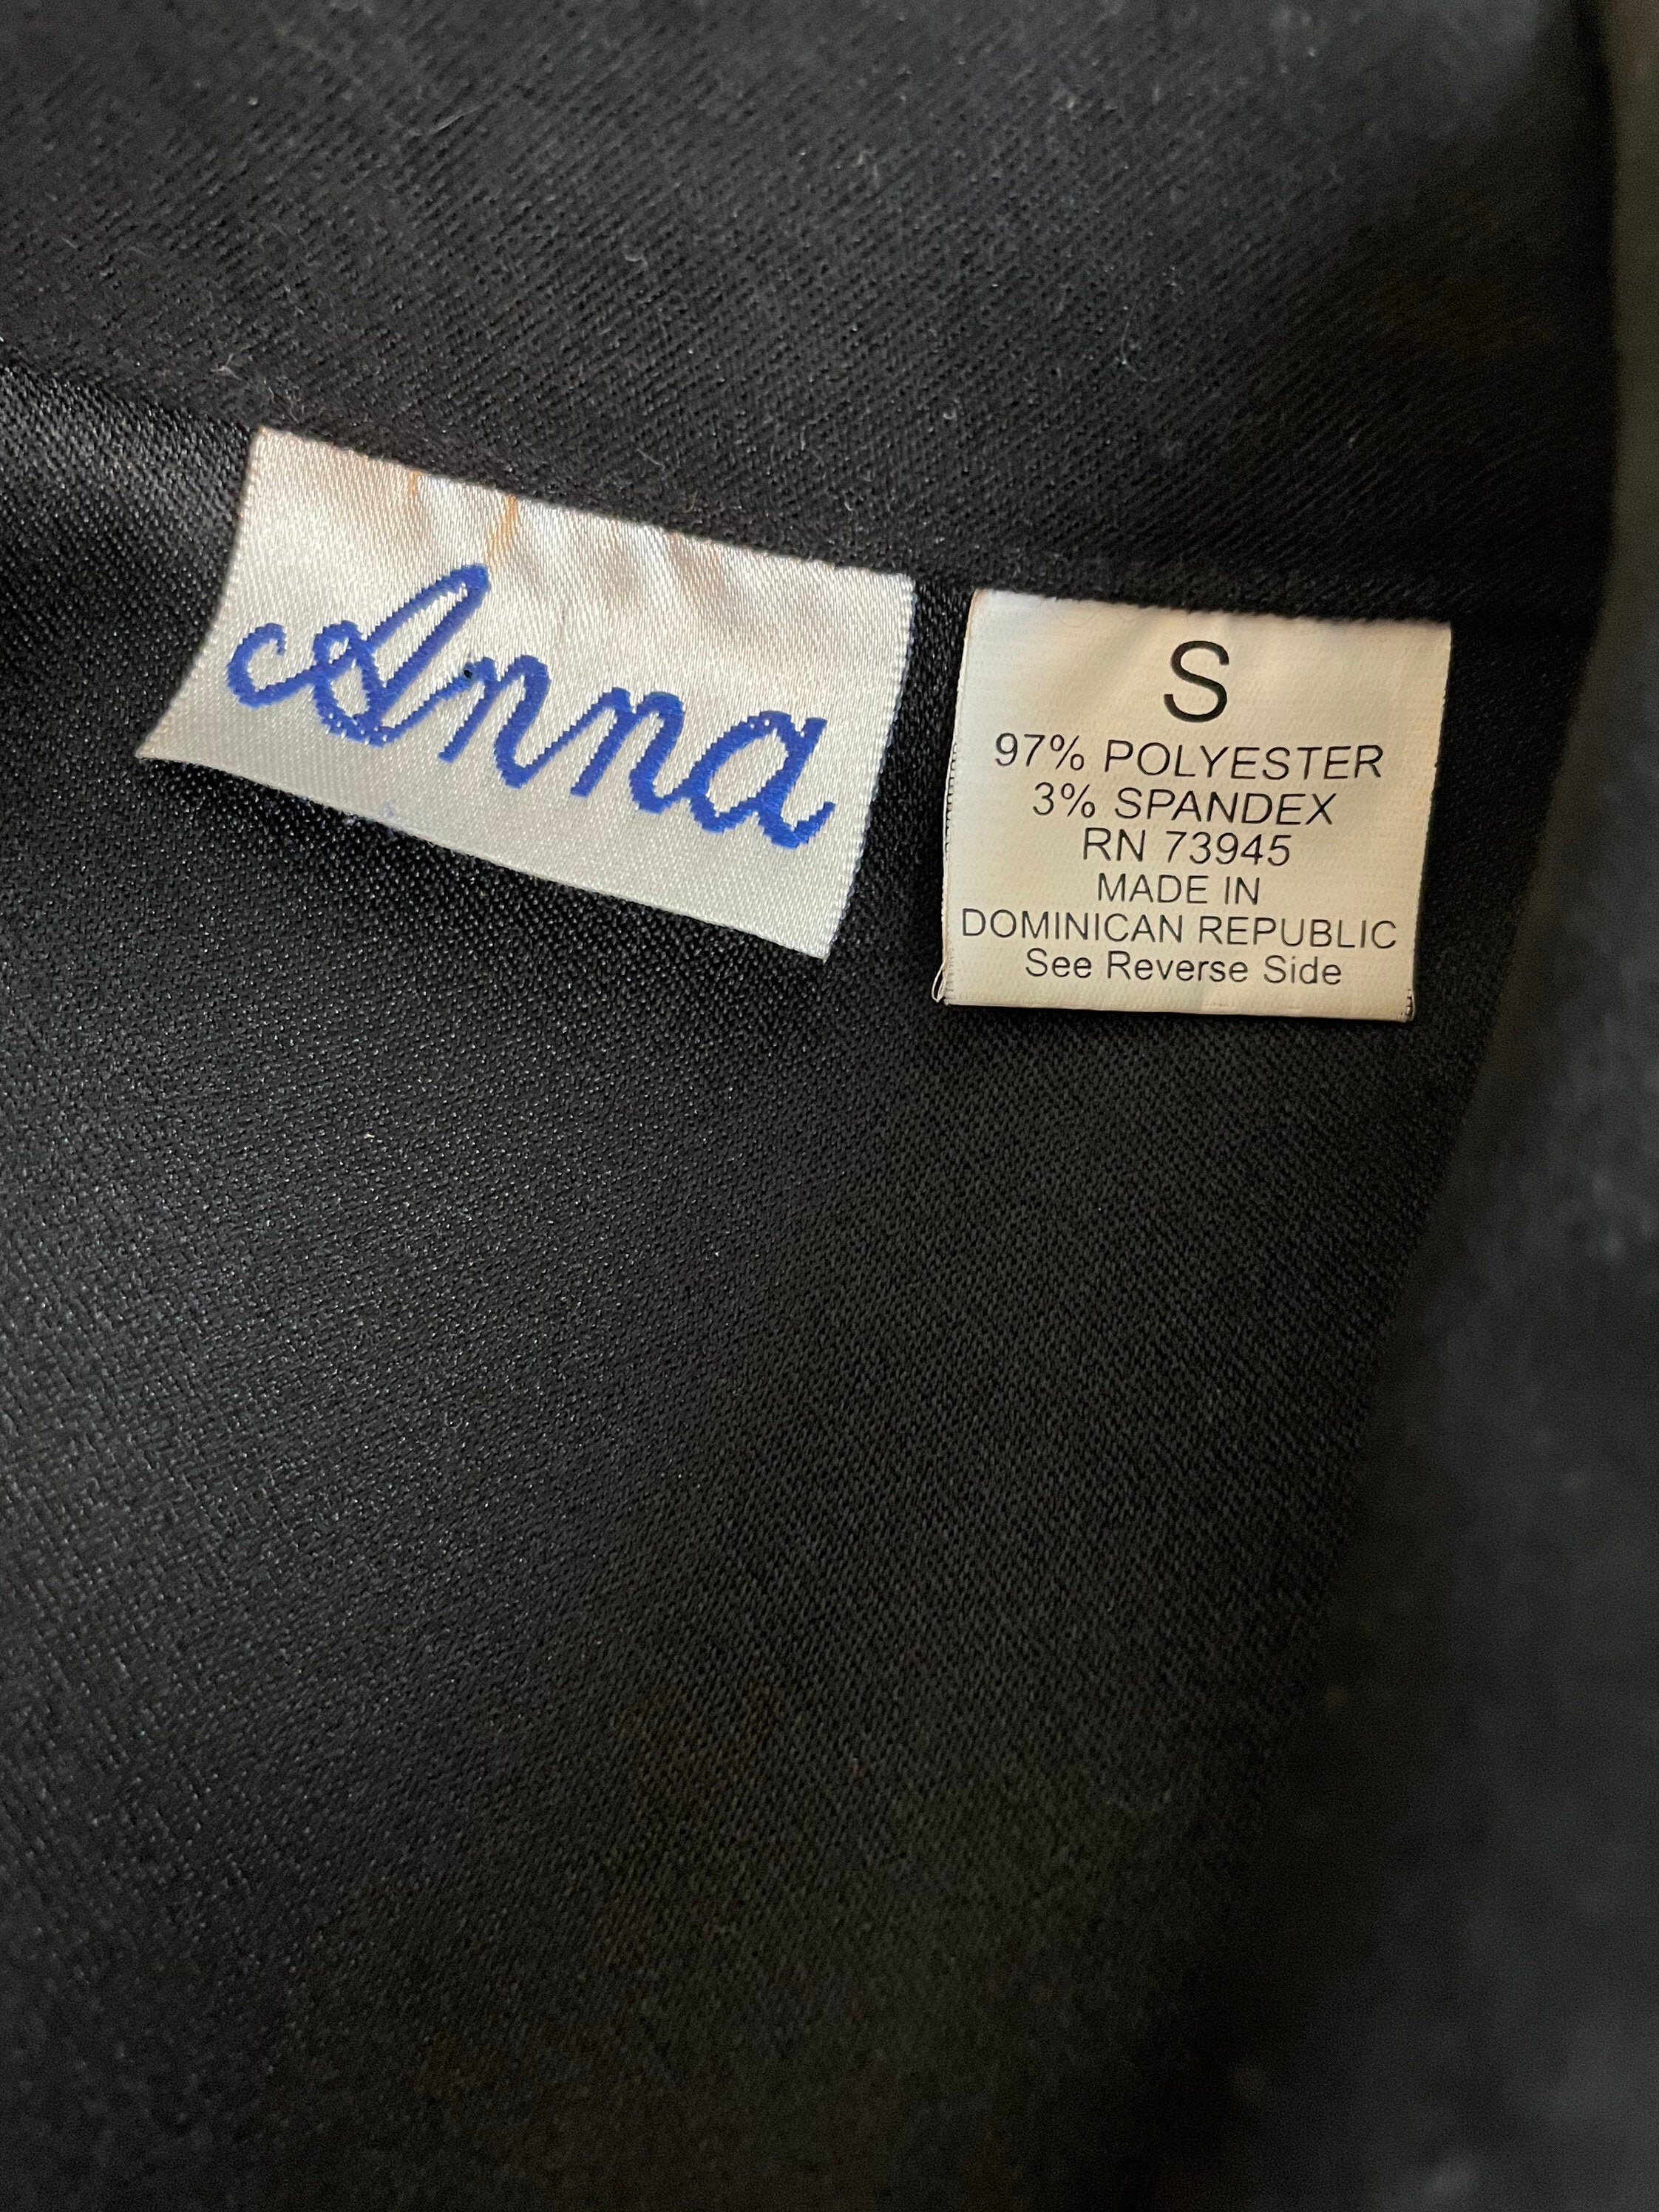 Anna
S
97% POLYESTER
3% SPANDEX
RN 73945
MADE IN
DOMINICAN REPUBLIC
See Reverse Side